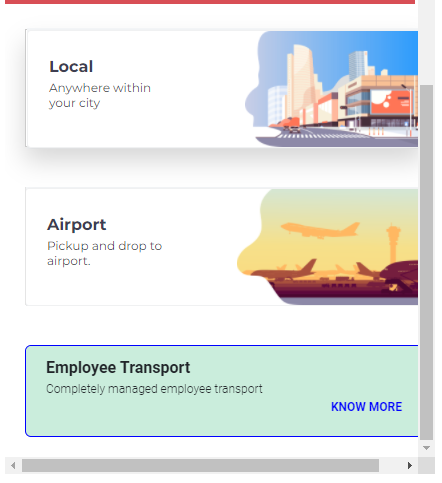 Local
Anywhere within
your city
Airport
Pickup and drop to
airport.
Employee Transport
Completely managed employee transport
KNOW MORE